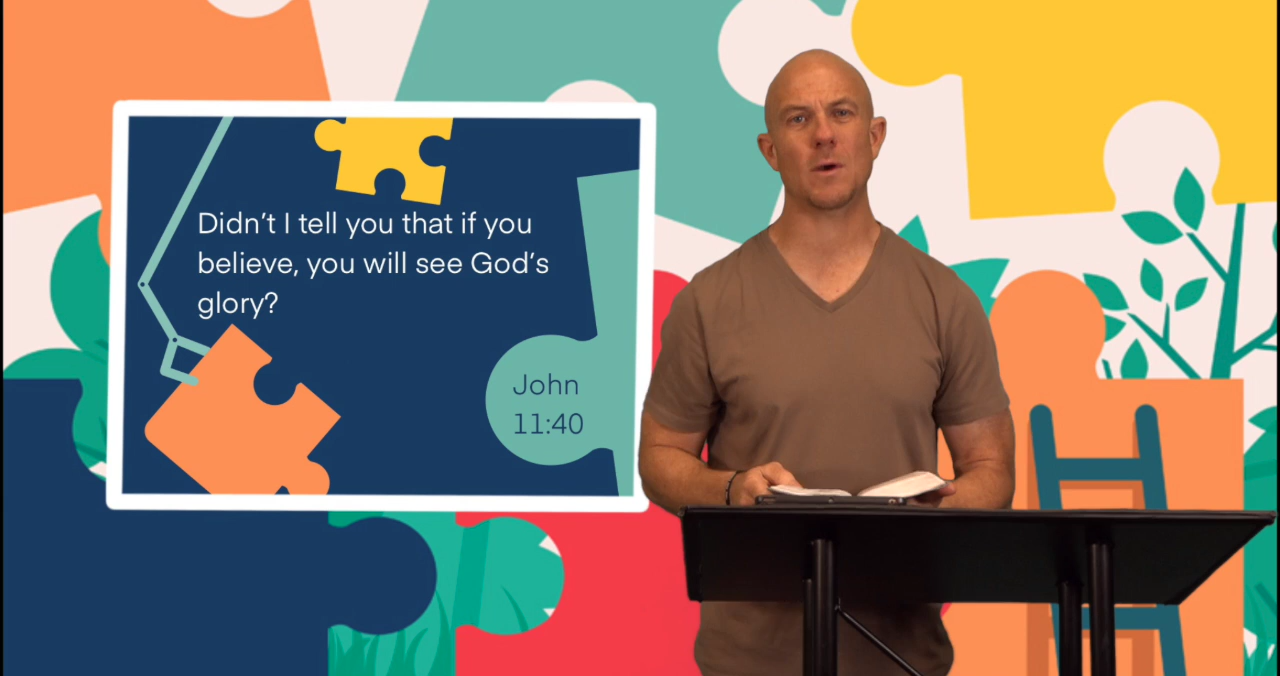 Didn't I tell you that if you
believe, you will see God's
glory?
John
11:40